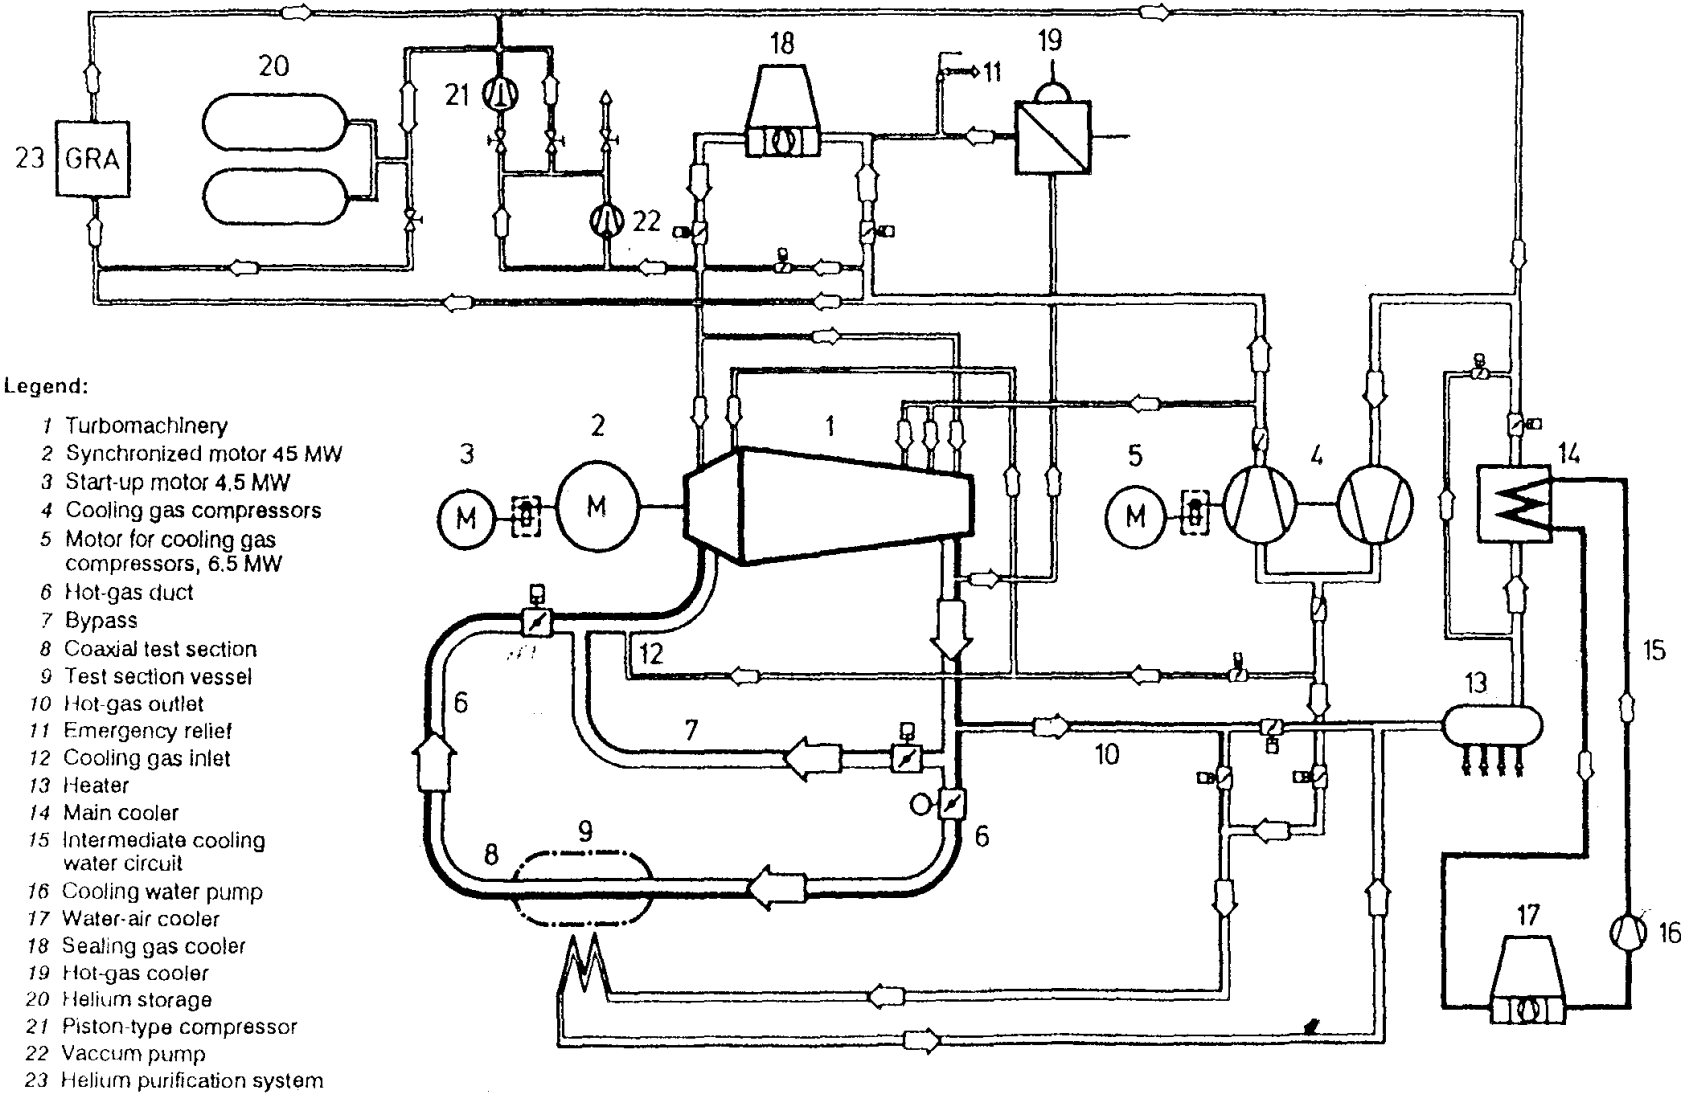 18
19
20
21
11
23
GRA
22
Legend:
1 Turbomachinery
2 Synchronized motor 45 MW
3 Start-up motor 4,5 MW
4 Cooling gas compressors
5 Motor for cooling gas
compressors, 6.5 MW
6 Hot-gas duct
7 Bypass
8 Coaxial test section
9 Test section vessel
10 Hot-gas outlet
11 Emergency relief
12 Cooling gas inlet
13 Heater
14 Main cooler
15 Intermediate cooling
water circuit
16 Cooling water pump
17 Water-air cooler
18 Sealing gas cooler
19 Hot-gas cooler
20 Helium storage
21 Piston-type compressor
22 Vaccum pump
23 Helium purification system
3
2
1
5
4
14
M
M
M
12
15
6
7
10
13
8
9
6
17
16